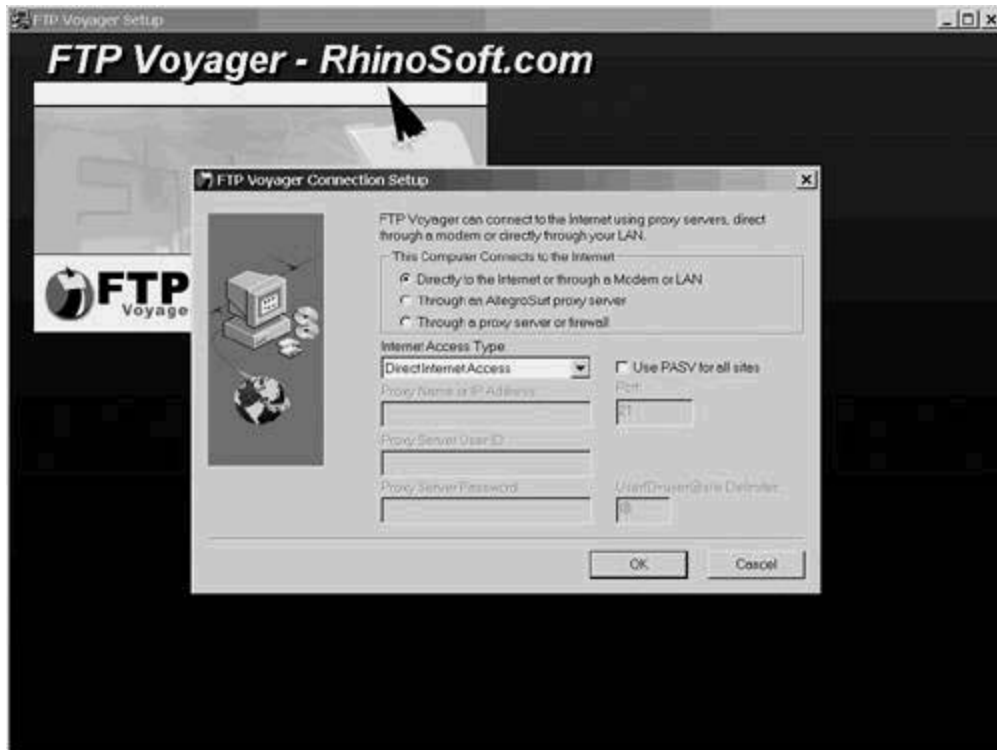 FTP Voyager Setup
FTP Voyager - RhinoSoft.com
FTP
Voyage
FTP Voyager Connection Setup
FTP Voyager can connect to the Internet using proxy servers, direct
through a modem or directly through your LAN.
This Computer Connects to the Internet
Directly to the Internet or through a Modem or LAN
Through an AllegroSurf proxy server
Through a proxy server or firewall
Internet Access Type
Direct Internet Access
Use PASV for all sites
Proxy Name or IP Address
Port
21
Proxy Server User ID
Proxy Server Password
Delimiter
@
OK
Cancel